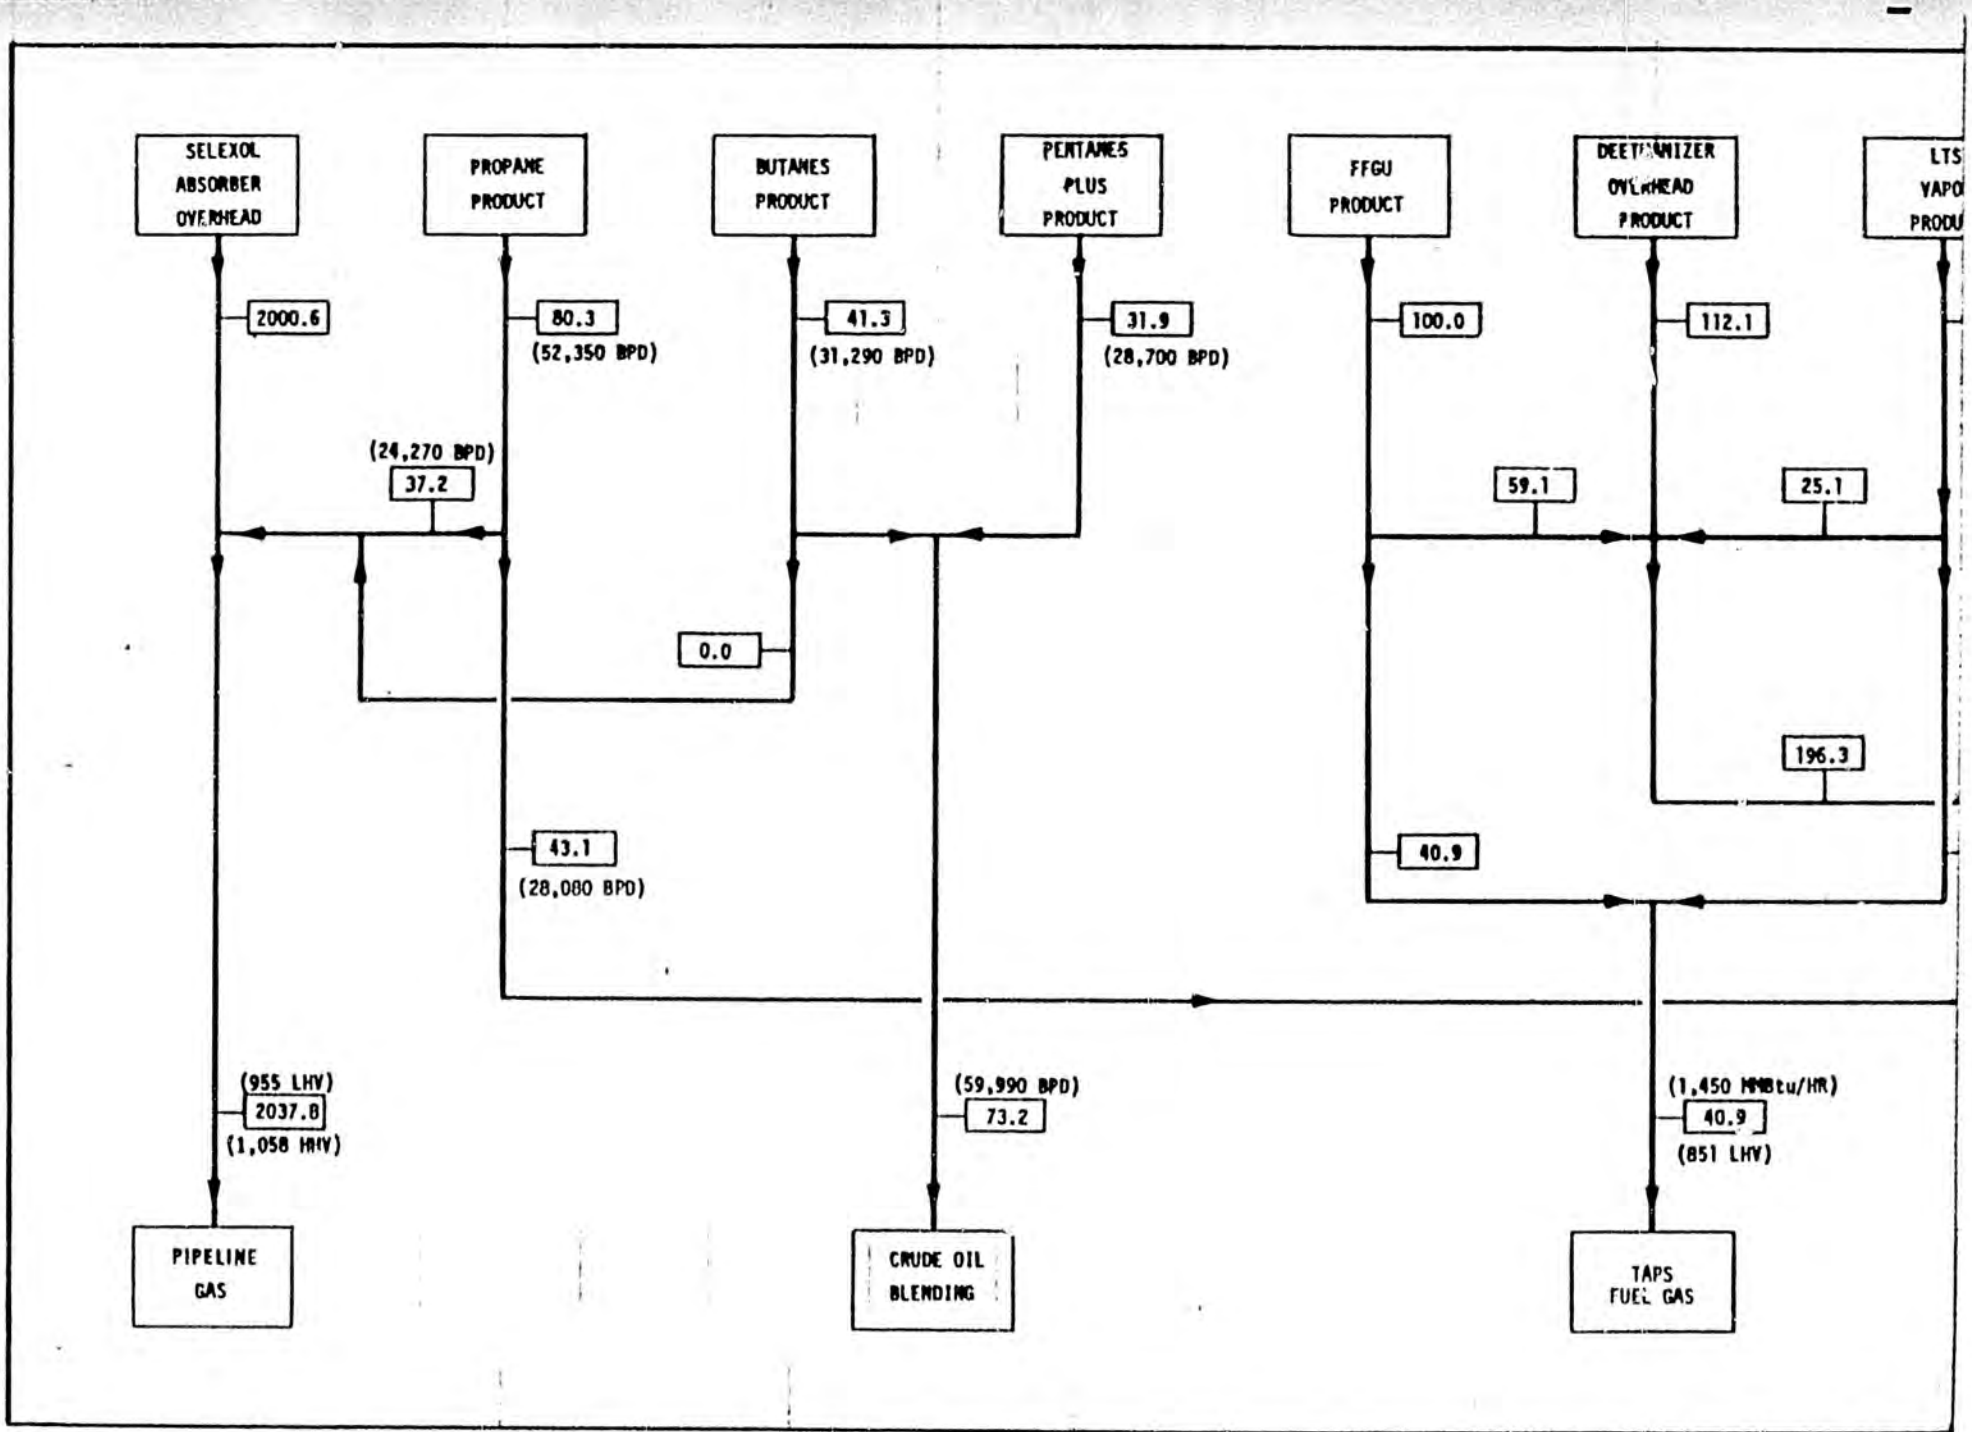 SELEXOL
ABSORBER
OVERHEAD
PROPANE
PRODUCT
BUTANES
PRODUCT
PENTANES
PLUS
PRODUCT
FFGU
PRODUCT
DEETHANIZER
OVERHEAD
PRODUCT
LTS
VAPO
PRODU
2000.6
80.3
(52,350 BPD)
41.3
(31,290 BPD)
31.9
(28,700 BPD)
100.0
112.1
(24,270 BPD)
37.2
59.1
25.1
0.0
196.3
43.1
(28,080 BPD)
40.9
(955 LHV)
2037.8
(1,058 HHV)
(59,990 BPD)
73.2
(1,450 MMBtu/HR)
40.9
(851 LHV)
PIPELINE
GAS
CRUDE OIL
BLENDING
TAPS
FUEL GAS